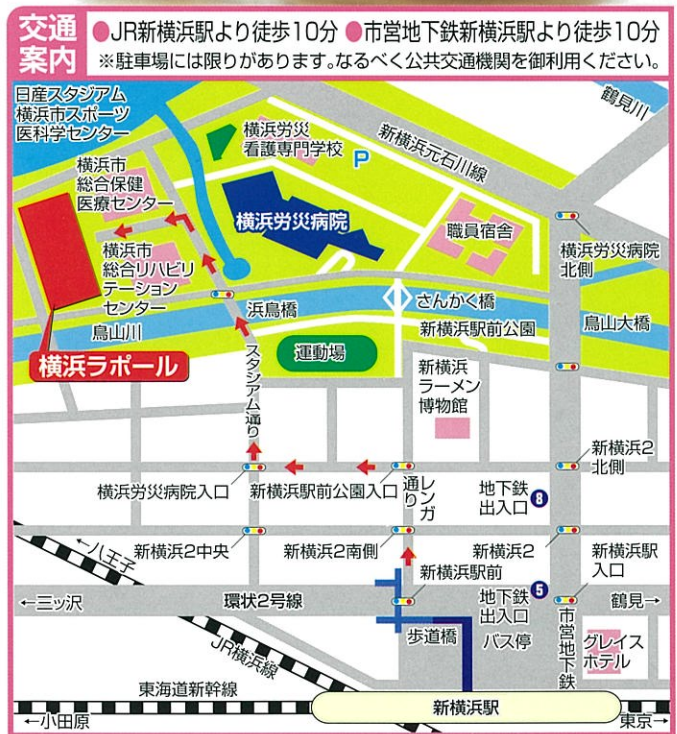 交通
案内
●JR新横浜駅より徒歩10分 ●市営地下鉄新横浜駅より徒歩10分
※駐車場には限りがあります。なるべく公共交通機関を御利用ください。
日産スタジアム
横浜市スポーツ
医科学センター
鶴見川
横浜労災
看護専門学校
P
新横浜元石川線
横浜市
総合保健
医療センター
横浜労災病院
職員宿舎
横浜労災病院
北側
横浜市
総合リハビリ
テーション
センター
浜鳥橋
さんかく橋
鳥山川
新横浜駅前公園
鳥山大橋
横浜ラポール
運動場
スタジアム通り
新横浜
ラーメン
博物館
新横浜2
北側
横浜労災病院入口
新横浜駅前公園入口
レンガ
通り
地下鉄
出入口
8
←八王子
新横浜2中央
新横浜2南側
新横浜2
新横浜駅
入口
新横浜駅前
地下鉄
出入口
5
←三ッ沢
環状2号線
鶴見→
歩道橋
バス停
市営地下鉄
グレイス
ホテル
JR横浜線
東海道新幹線
新横浜駅
←小田原
東京→